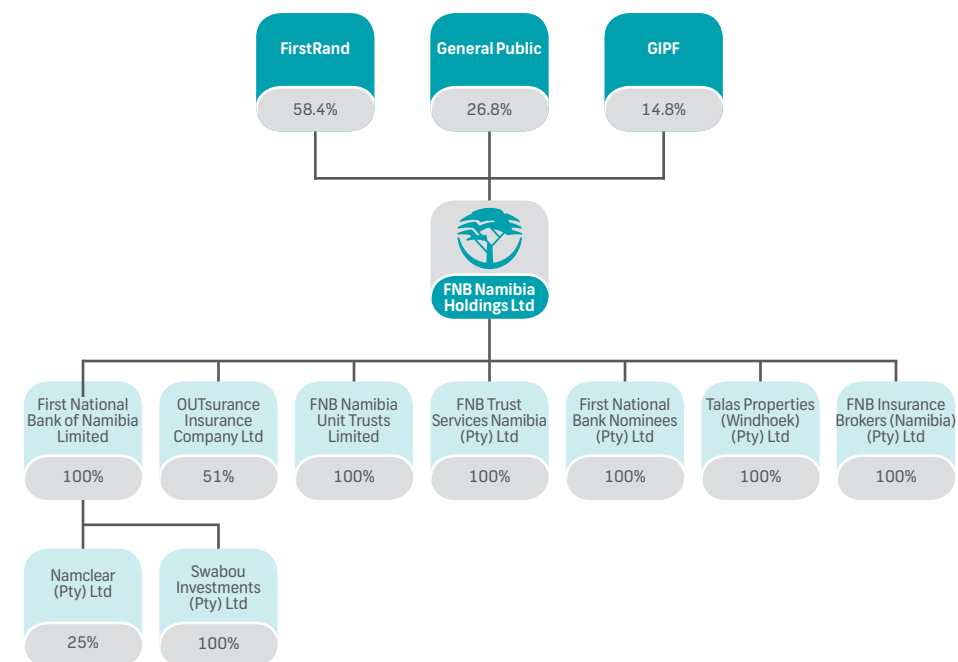 FirstRand
58.4%
General Public
26.8%
GIPF
14.8%
FNB Namibia
Holdings Ltd
First National
Bank of Namibia
Limited
100%
OUTsurance
Insurance
Company Ltd
51%
FNB Namibia
Unit Trusts
Limited
100%
FNB Trust
Services Namibia
(Pty) Ltd
100%
First National
Bank Nominees
(Pty) Ltd
100%
Talas Properties
(Windhoek)
(Pty) Ltd
100%
FNB Insurance
Brokers (Namibia)
(Pty) Ltd
100%
Namclear
(Pty) Ltd
25%
Swabou
Investments
(Pty) Ltd
100%